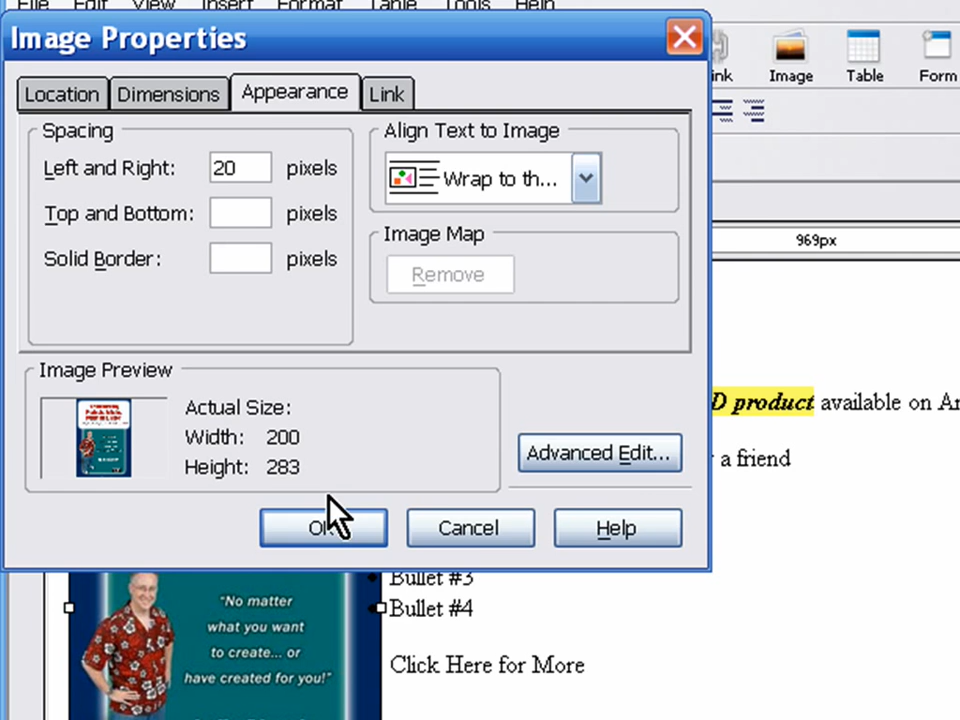 File Edit View Insert Format Table Tools Help
Image Properties
ink Image Table Form
Location Dimensions Appearance Link
Spacing
Align Text to Image
Left and Right: 20 pixels
Wrap to th...
Top and Bottom: pixels
Image Map
969px
Solid Border: pixels
Remove
Image Preview
Actual Size:
D product available on Am
Width: 200
Advanced Edit...
a friend
Height: 283
OK Cancel Help
Bullet #3
Bullet #4
"No matter
what you want
to create... or
have created for you!"
Click Here for More